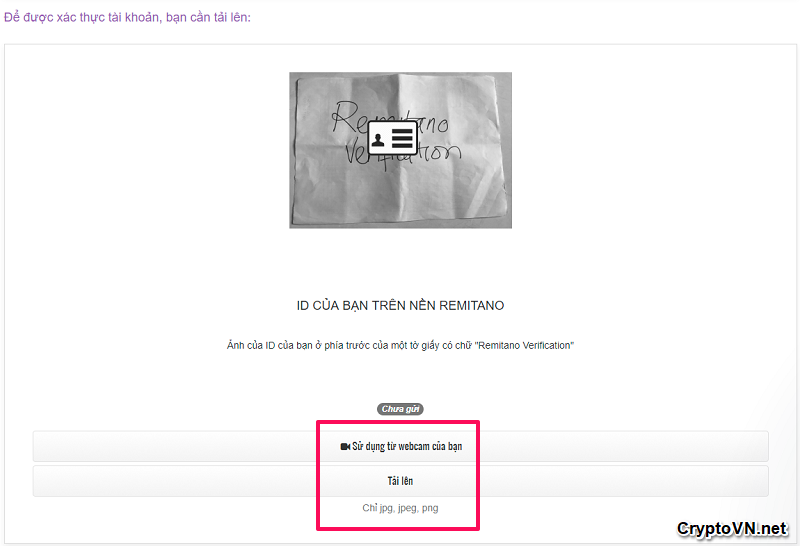 Để được xác thực tài khoản, bạn cần tải lên:
Remitano
Verification
ID CỦA BẠN TRÊN NỀN REMITANO
Ảnh của ID của bạn ở phía trước của một tờ giấy có chữ "Remitano Verification"
Chưa gửi
Sử dụng từ webcam của bạn
Tải lên
Chỉ jpg, jpeg, png
CryptoVN.net